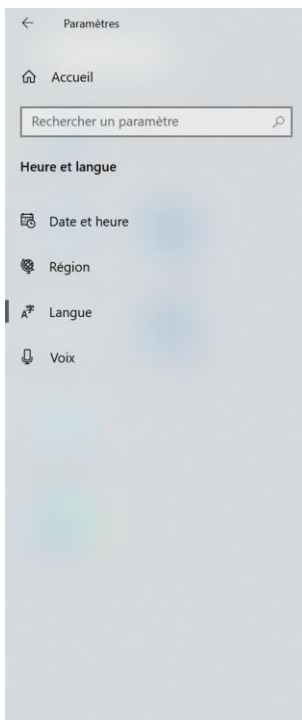 Paramètres
Accueil
Rechercher un paramètre
Heure et langue
Date et heure
Région
Langue
Voix